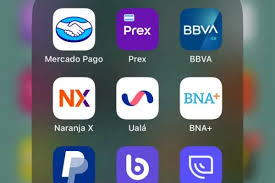 Prex
BBVA
Mercado Pago
Prex
BBVA
NX
BNA+
Naranja X
Ualá
BNA+